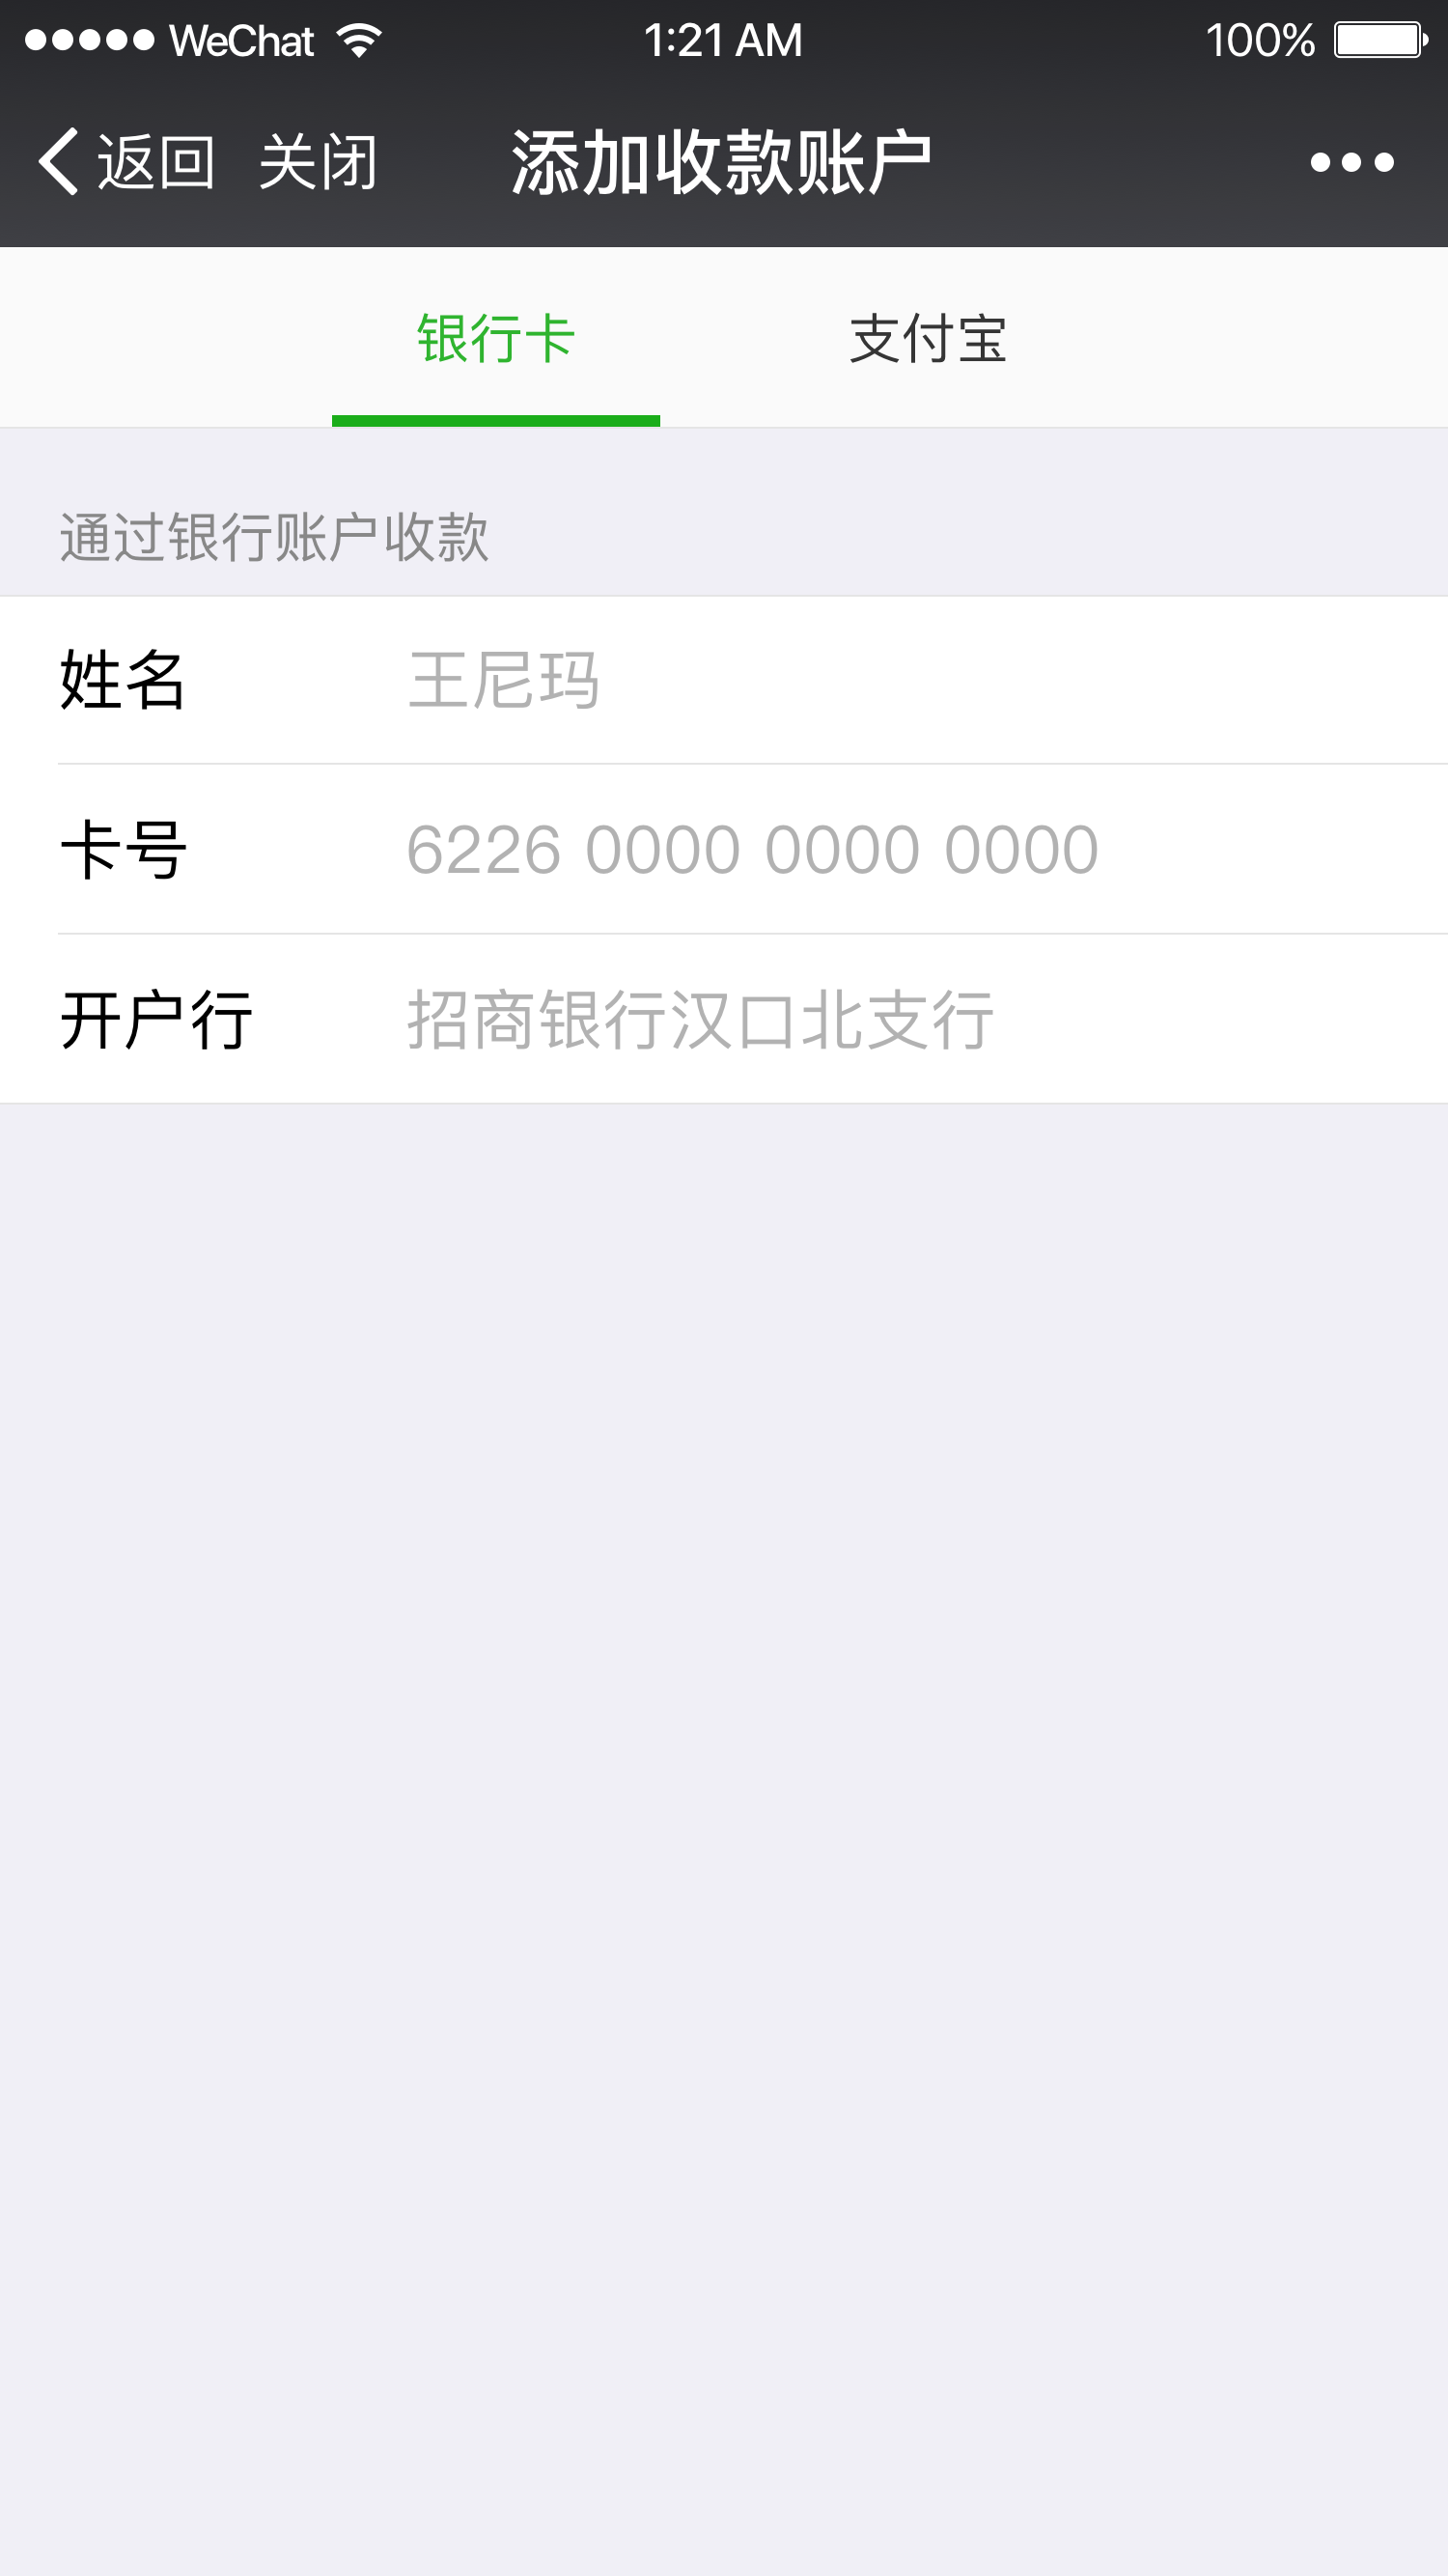 WeChat 1:21 AM 100%
返回 关闭 添加收款账户
银行卡 支付宝
通过银行账户收款
姓名 王尼玛
卡号 6226 0000 0000 0000
开户行 招商银行汉口北支行